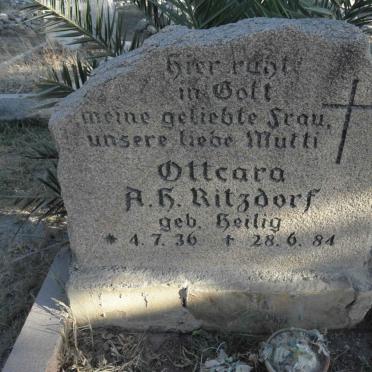 Hier ruht
in Gott
meine geliebte Frau,
unsere liebe Mutti
Ottcara
A. H. Ritzdorf
geb. Heilig
* 4. 7. 36 † 28. 6. 84